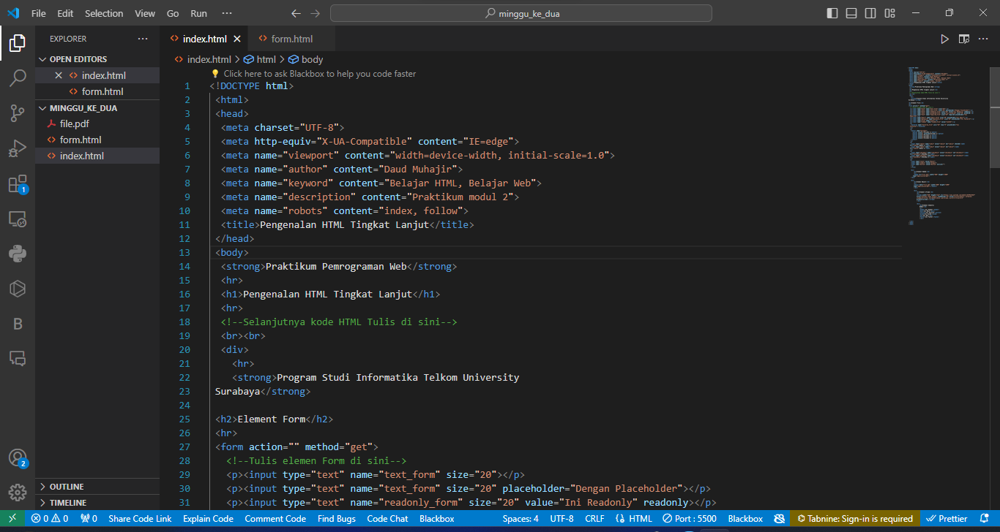 File Edit Selection View Go Run ··· minggu_ke_dua
EXPLORER ···
OPEN EDITORS
index.html
form.html
MINGGU_KE_DUA
file.pdf
form.html
index.html
1
2
OUTLINE
TIMELINE
index.html form.html
index.html > html > body
Click here to ask Blackbox to help you code faster
1 <!DOCTYPE html>
2 <html>
3 <head>
4 <meta charset="UTF-8">
5 <meta http-equiv="X-UA-Compatible" content="IE=edge">
6 <meta name="viewport" content="width=device-width, initial-scale=1.0">
7 <meta name="author" content="Daud Muhajir">
8 <meta name="keyword" content="Belajar HTML, Belajar Web">
9 <meta name="description" content="Praktikum modul 2">
10 <meta name="robots" content="index, follow">
11 <title>Pengenalan HTML Tingkat Lanjut</title>
12 </head>
13 <body>
14 <strong>Praktikum Pemrograman Web</strong>
15 <hr>
16 <h1>Pengenalan HTML Tingkat Lanjut</h1>
17 <hr>
18 <!--Selanjutnya kode HTML Tulis di sini-->
19 <br><br>
20 <div>
21 <hr>
22 <strong>Program Studi Informatika Telkom University
23 Surabaya</strong>
24
25 <h2>Element Form</h2>
26 <hr>
27 <form action="" method="get">
28 <!--Tulis elemen Form di sini-->
29 <p><input type="text" name="text_form" size="20"></p>
30 <p><input type="text" name="text_form" size="20" placeholder="Dengan Placeholder"></p>
31 <p><input type="text" name="readonly_form" size="20" value="Ini Readonly" readonly></p>
0 0 0 Share Code Link Explain Code Comment Code Find Bugs Code Chat Blackbox Spaces: 4 UTF-8 CRLF HTML Port : 5500 Blackbox Tabnine: Sign-in is required Prettier